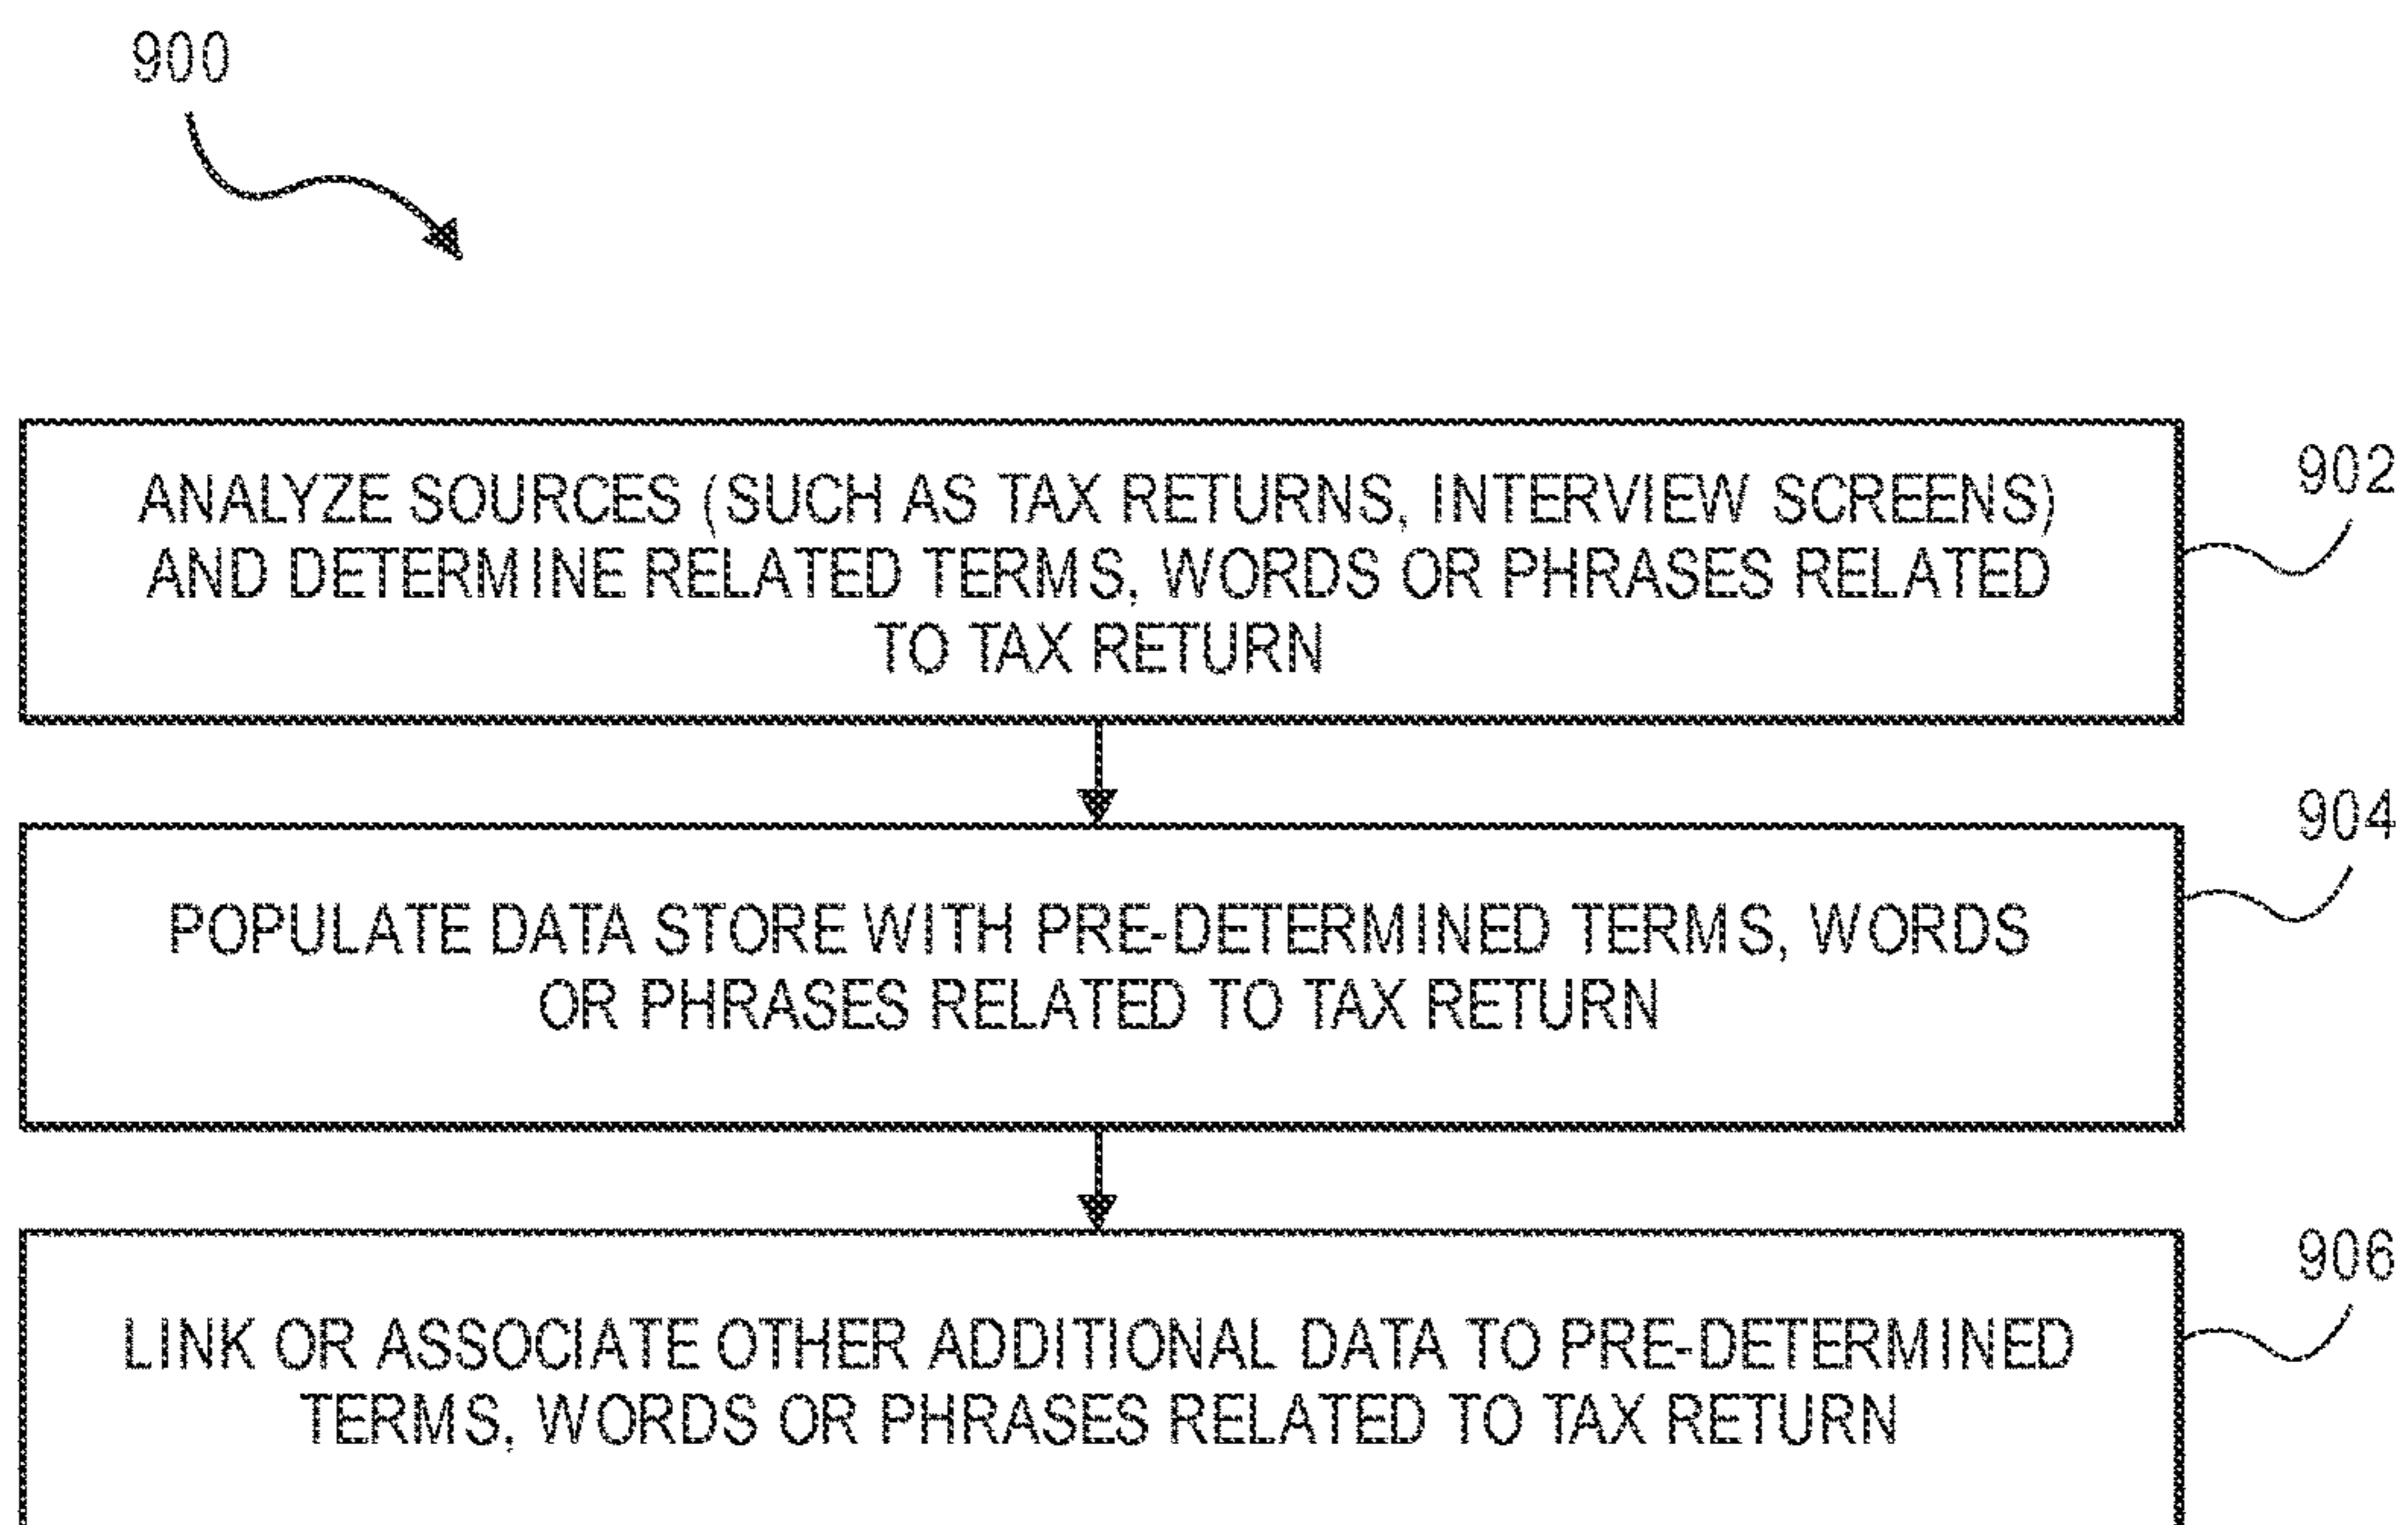 900
ANALYZE SOURCES (SUCH AS TAX RETURNS, INTERVIEW SCREENS)
AND DETERMINE RELATED TERMS, WORDS OR PHRASES RELATED
TO TAX RETURN
902
POPULATE DATA STORE WITH PRE-DETERMINED TERMS, WORDS
OR PHRASES RELATED TO TAX RETURN
904
LINK OR ASSOCIATE OTHER ADDITIONAL DATA TO PRE-DETERMINED
TERMS, WORDS OR PHRASES RELATED TO TAX RETURN
906